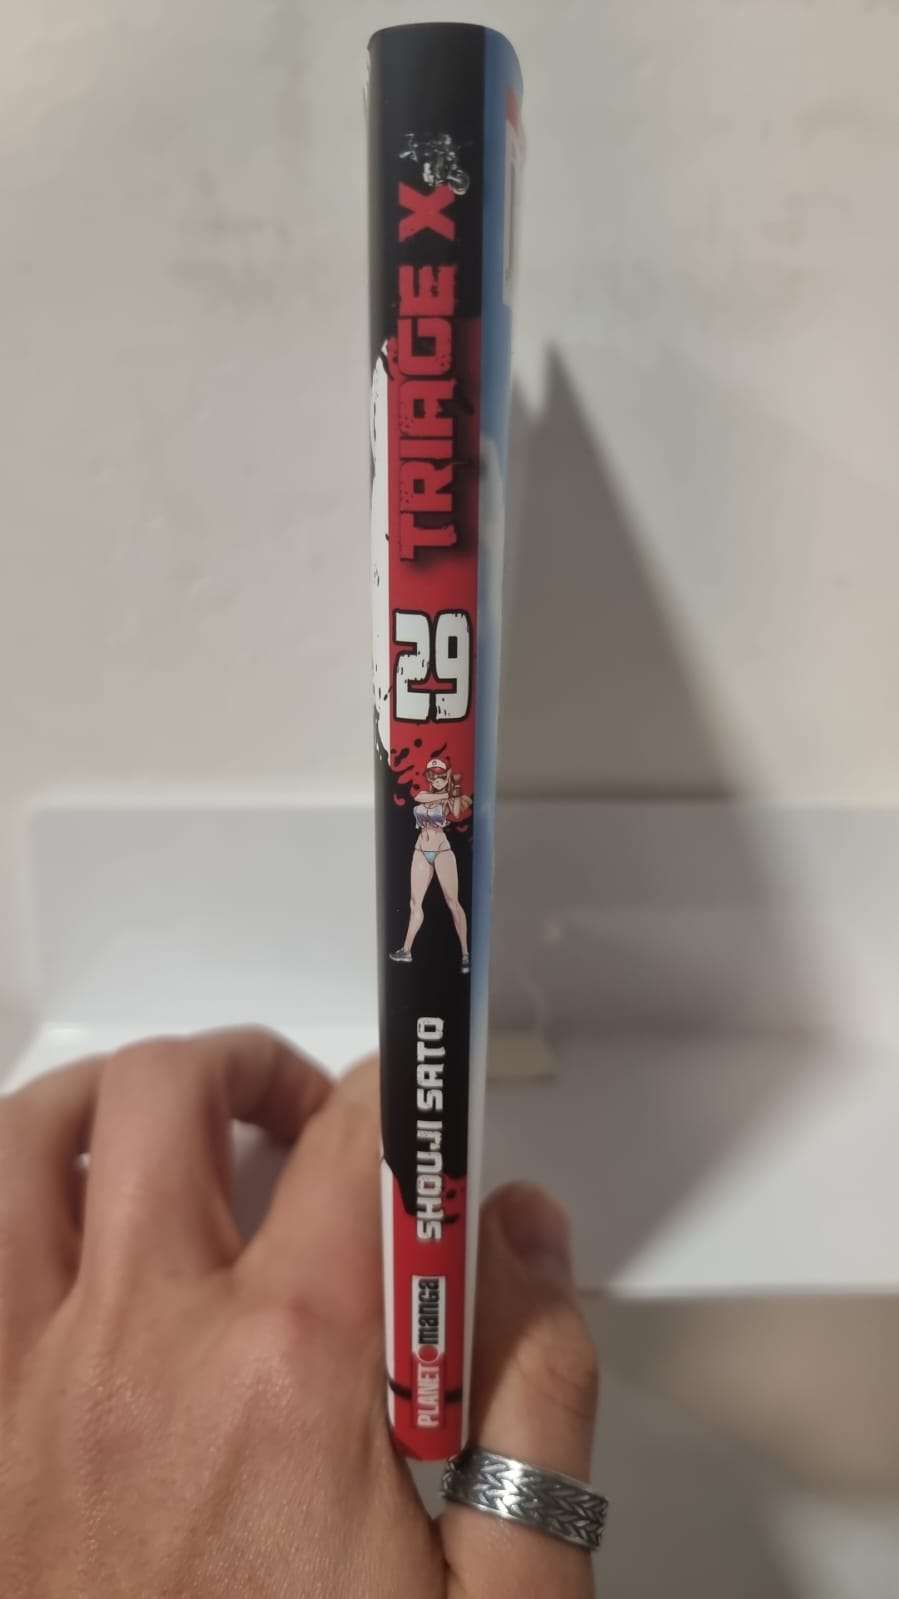 TRIAGE X
29
SHOUJI SATO
PLANET manga